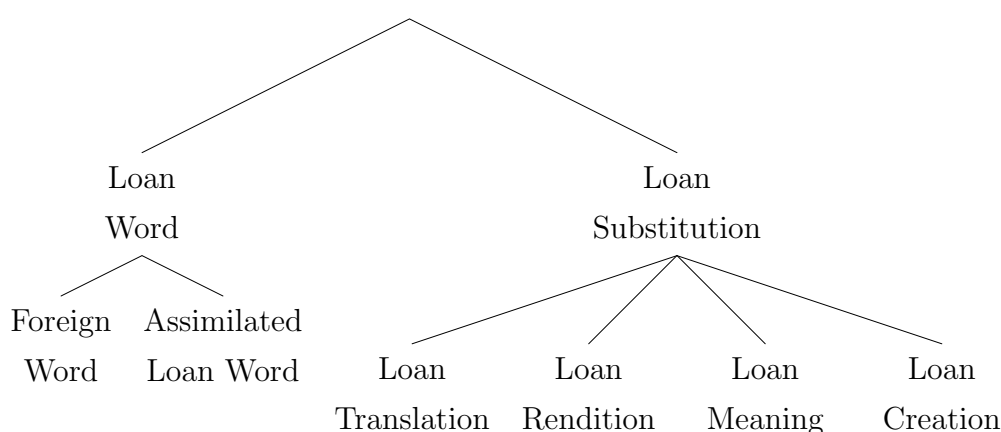 Loan
Word
Loan
Substitution
Foreign
Word
Assimilated
Loan Word
Loan
Translation
Loan
Rendition
Loan
Meaning
Loan
Creation